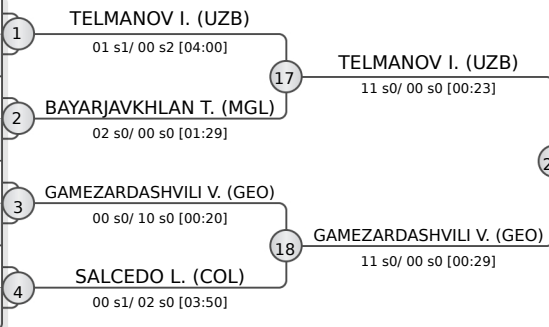 1
TELMANOV I. (UZB)
01 s1/ 00 s2 [04:00]
17
TELMANOV I. (UZB)
11 s0/ 00 s0 [00:23]
2
BAYARJAVKHLAN T. (MGL)
02 s0/ 00 s0 [01:29]
3
GAMEZARDASHVILI V. (GEO)
00 s0/ 10 s0 [00:20]
18
GAMEZARDASHVILI V. (GEO)
11 s0/ 00 s0 [00:29]
4
SALCEDO L. (COL)
00 s1/ 02 s0 [03:50]